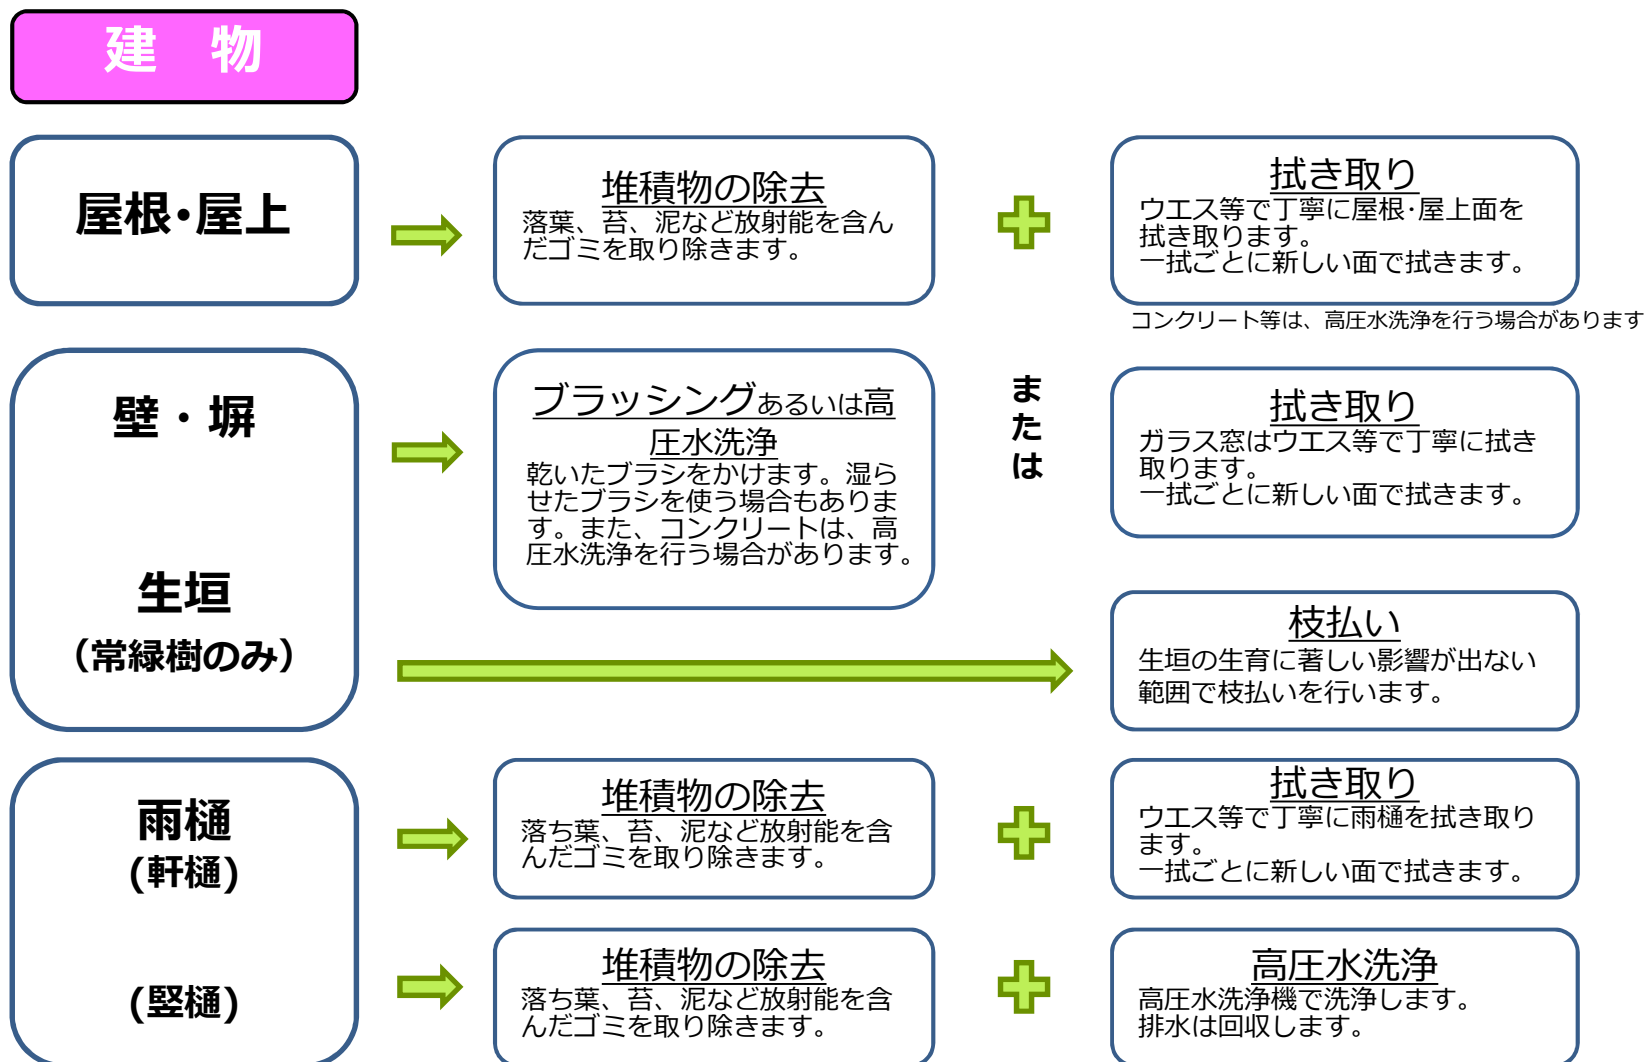 建　物
屋根・屋上
堆積物の除去
落葉、苔、泥など放射能を含ん
だゴミを取り除きます。
拭き取り
ウエス等で丁寧に屋根・屋上面を
拭き取ります。
一拭ごとに新しい面で拭きます。
コンクリート等は、高圧水洗浄を行う場合があります
壁・塀
ブラッシングあるいは高
圧水洗浄
乾いたブラシをかけます。湿ら
せたブラシを使う場合もありま
す。また、コンクリートは、高
圧水洗浄を行う場合があります。
または
拭き取り
ガラス窓はウエス等で丁寧に拭き
取ります。
一拭ごとに新しい面で拭きます。
生垣
（常緑樹のみ）
枝払い
生垣の生育に著しい影響が出ない
範囲で枝払いを行います。
雨樋
(軒樋)
堆積物の除去
落ち葉、苔、泥など放射能を含
んだゴミを取り除きます。
拭き取り
ウエス等で丁寧に雨樋を拭き取り
ます。
一拭ごとに新しい面で拭きます。
(竪樋)
堆積物の除去
落ち葉、苔、泥など放射能を含
んだゴミを取り除きます。
高圧水洗浄
高圧水洗浄機で洗浄します。
排水は回収します。